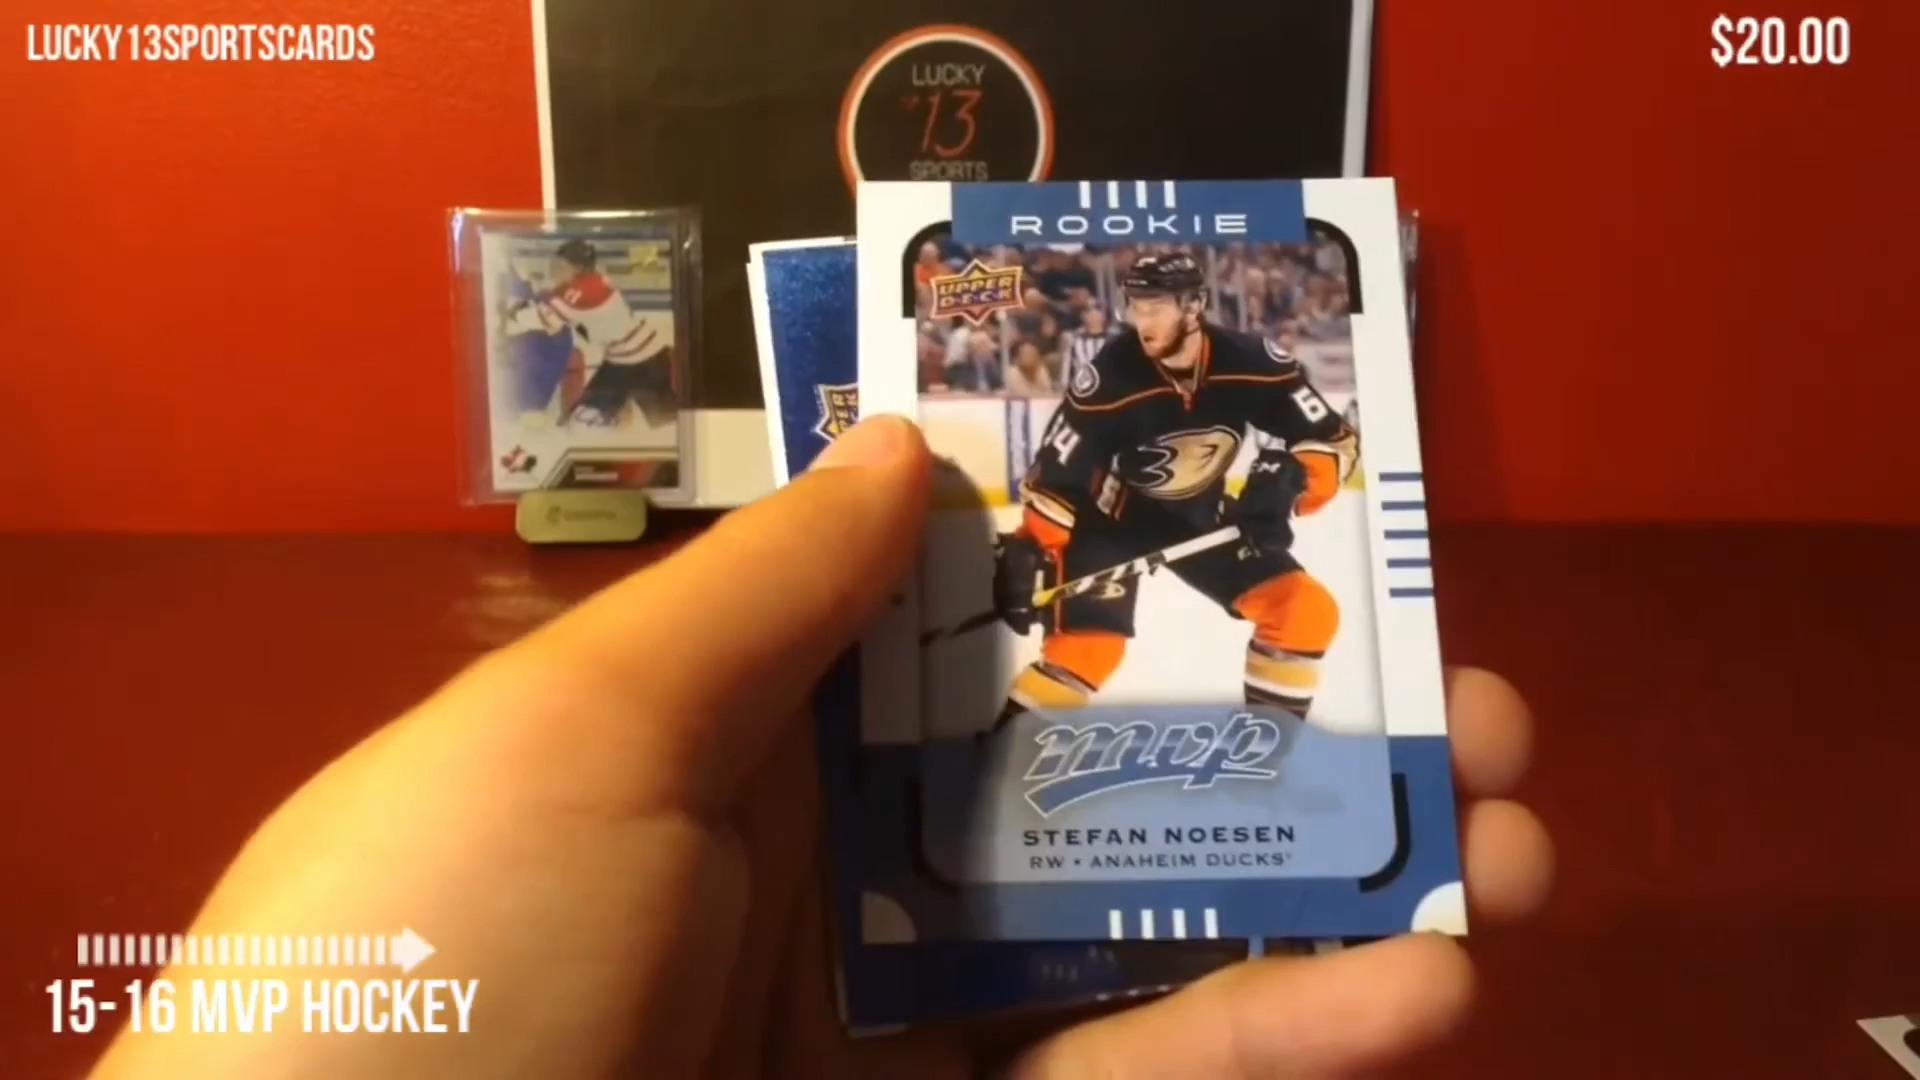 LUCKY13SPORTSCARDS
$20.00
LUCKY
13
SPORTS
ROOKIE
UPPER
DECK
64
mvp
STEFAN NOESEN
RW • ANAHEIM DUCKS
15-16 MVP HOCKEY